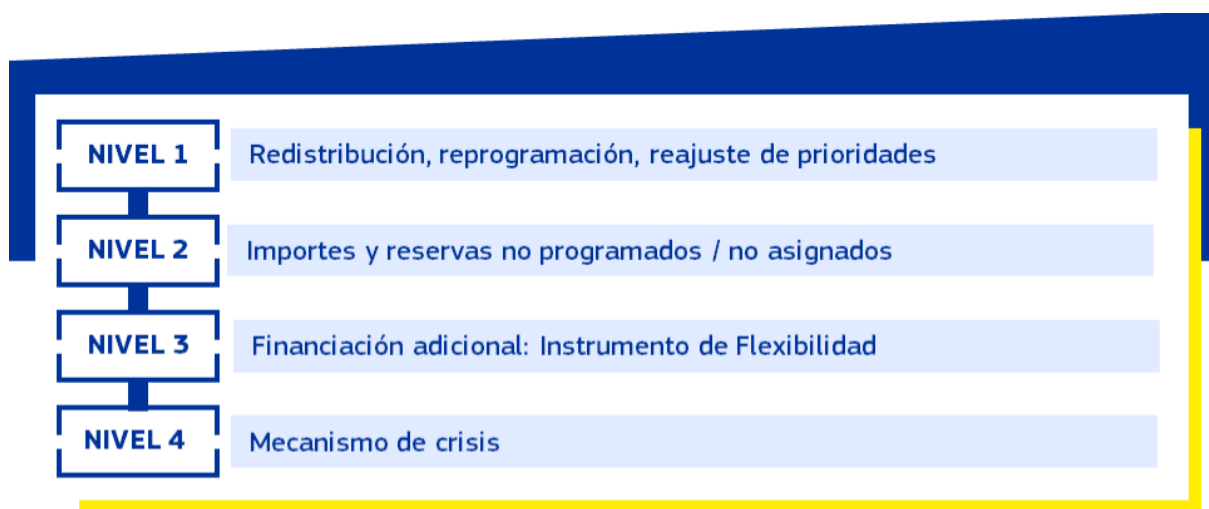 NIVEL 1
Redistribución, reprogramación, reajuste de prioridades
NIVEL 2
Importes y reservas no programados / no asignados
NIVEL 3
Financiación adicional: Instrumento de Flexibilidad
NIVEL 4
Mecanismo de crisis